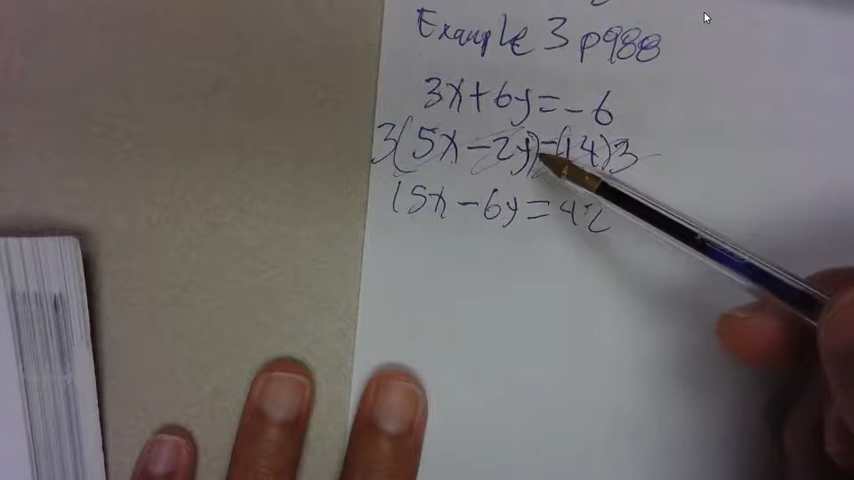 Example 3 p988
3x+6y=-6
3(5x-2y)=(14)3
15x-6y=42